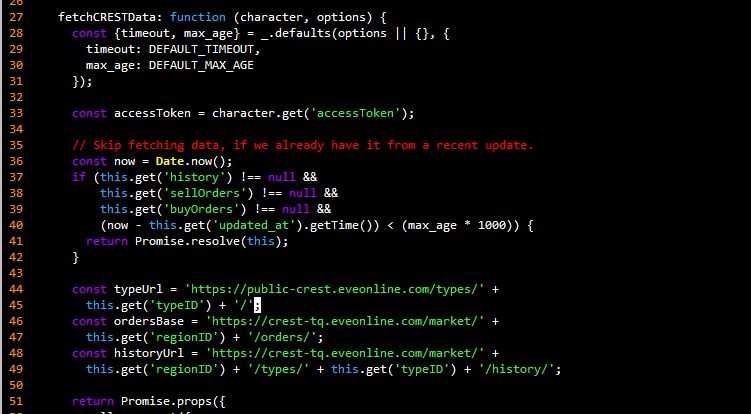 26
27 fetchCRESTData: function (character, options) {
28 const {timeout, max_age} = _.defaults(options || {}, {
29 timeout: DEFAULT_TIMEOUT,
30 max_age: DEFAULT_MAX_AGE
31 });
32
33 const accessToken = character.get('accessToken');
34
35 // Skip fetching data, if we already have it from a recent update.
36 const now = Date.now();
37 if (this.get('history') !== null &&
38 this.get('sellOrders') !== null &&
39 this.get('buyOrders') !== null &&
40 (now - this.get('updated_at').getTime()) < (max_age * 1000)) {
41 return Promise.resolve(this);
42 }
43
44 const typeUrl = 'https://public-crest.eveonline.com/types/' +
45 this.get('typeID') + '/';
46 const ordersBase = 'https://crest-tq.eveonline.com/market/' +
47 this.get('regionID') + '/orders/';
48 const historyUrl = 'https://crest-tq.eveonline.com/market/' +
49 this.get('regionID') + '/types/' + this.get('typeID') + '/history/';
50
51 return Promise.props({